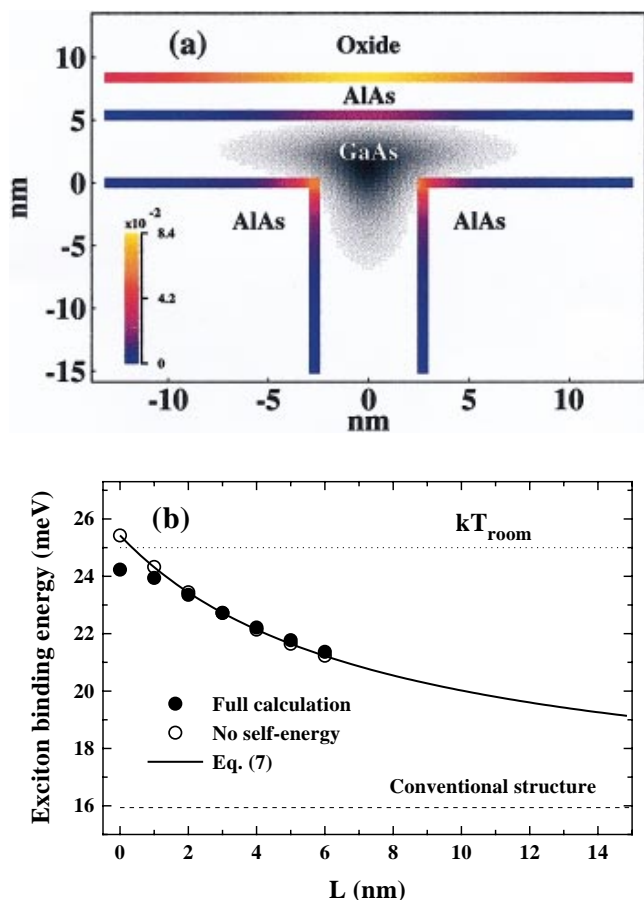 (a)
Oxide
AlAs
GaAs
AlAs
AlAs
x10 -2
8.4
4.2
0
10
5
0
-5
-10
-15
nm
-10 -5 0 5 10
nm
(b)
kT room
26
24
22
20
18
16
Exciton binding energy (meV)
Full calculation
No self-energy
Eq. (7)
Conventional structure
0 2 4 6 8 10 12 14
L (nm)